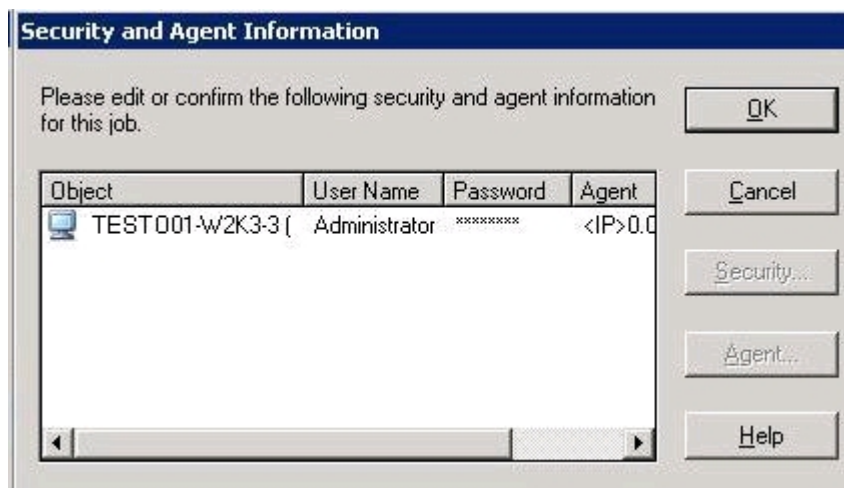 Security and Agent Information
Please edit or confirm the following security and agent information
for this job.
OK
Object User Name Password Agent
Cancel
TEST001-W2K3-3 ( Administrator ******** <IP>0.0
Security...
Agent...
Help